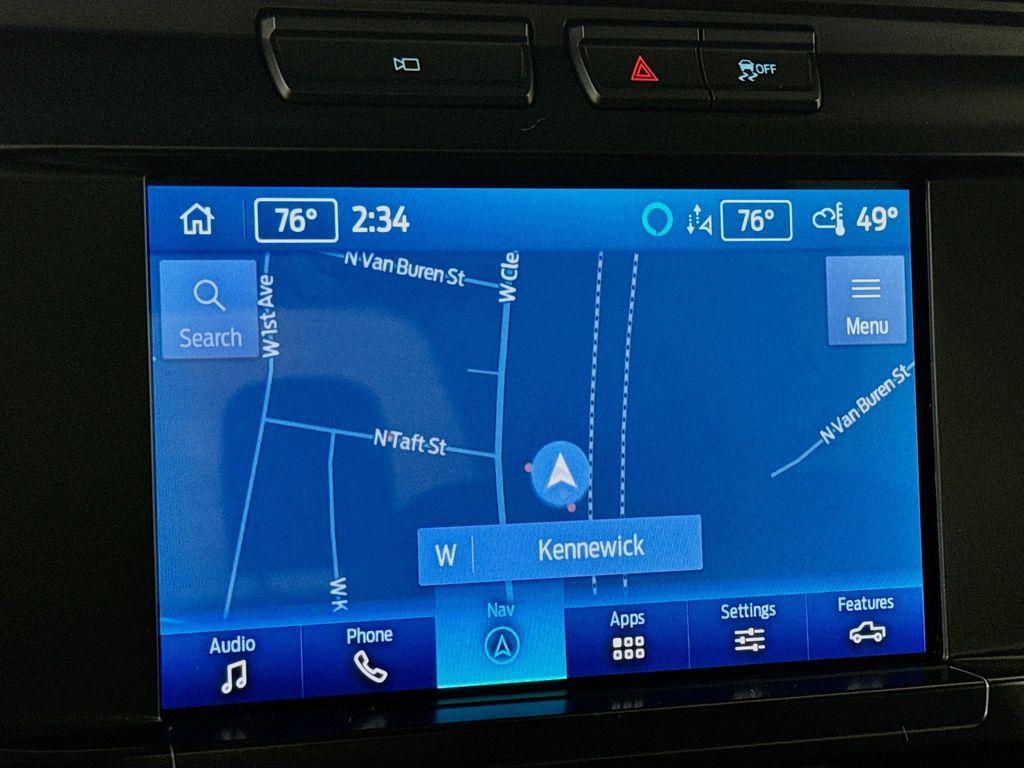 OFF
76° 2:34 76° 49°
N Van Buren St
W Cle
Search
W 1st Ave
Menu
N Van Buren St
N Taft St
W Kennewick
W K
Audio
Phone
Nav
Apps
Settings
Features